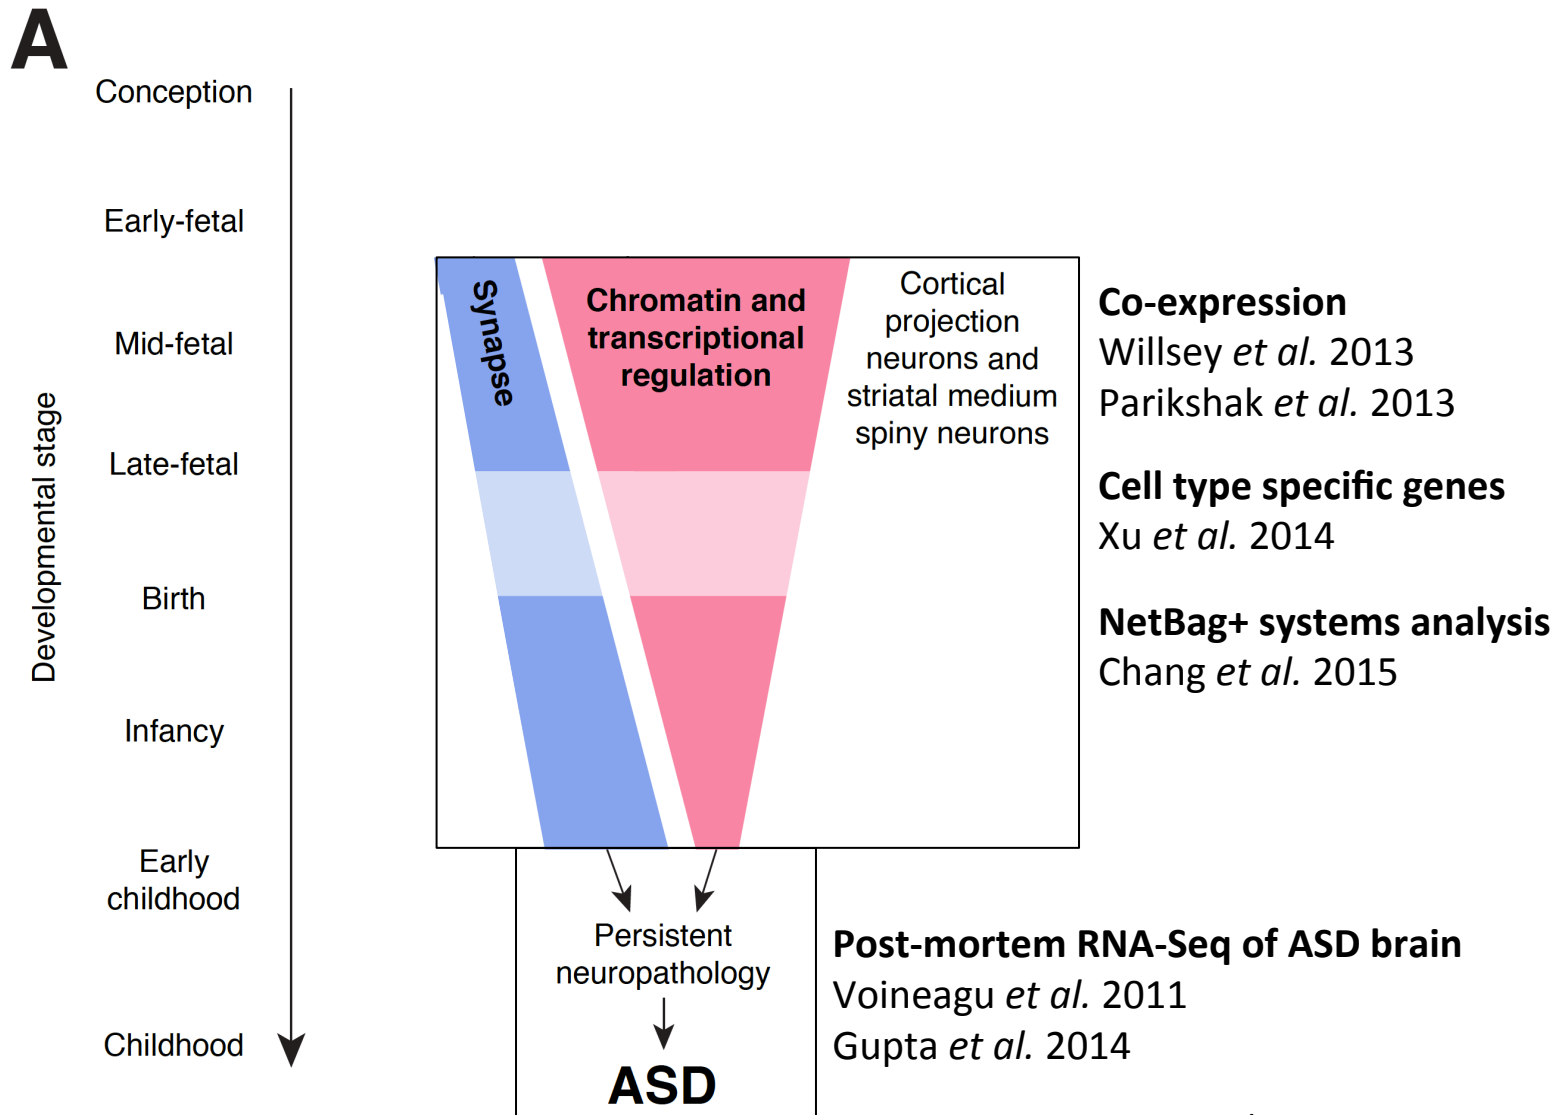 A
Conception
Early-fetal
Mid-fetal
Late-fetal
Birth
Infancy
Early
childhood
Childhood
Developmental stage
Synapse
Chromatin and
transcriptional
regulation
Cortical
projection
neurons and
striatal medium
spiny neurons
Co-expression
Willsey et al. 2013
Parikshak et al. 2013
Cell type specific genes
Xu et al. 2014
NetBag+ systems analysis
Chang et al. 2015
Persistent
neuropathology
ASD
Post-mortem RNA-Seq of ASD brain
Voineagu et al. 2011
Gupta et al. 2014